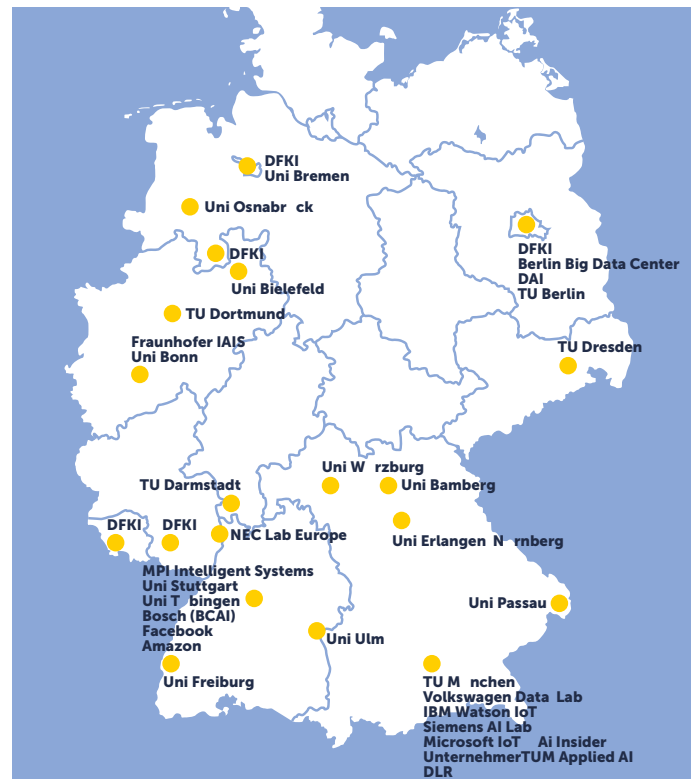 DFKI
Uni Bremen
Uni Osnabr ck
DFKI
Uni Bielefeld
DFKI
Berlin Big Data Center
DAI
TU Berlin
TU Dortmund
Fraunhofer IAIS
Uni Bonn
TU Dresden
Uni W rzburg
TU Darmstadt
Uni Bamberg
DFKI
DFKI
NEC Lab Europe
Uni Erlangen N rnberg
MPI Intelligent Systems
Uni Stuttgart
Uni T bingen
Bosch (BCAI)
Facebook
Amazon
Uni Passau
Uni Ulm
Uni Freiburg
TU M nchen
Volkswagen Data Lab
IBM Watson IoT
Siemens AI Lab
Microsoft IoT Ai Insider
UnternehmerTUM Applied AI
DLR